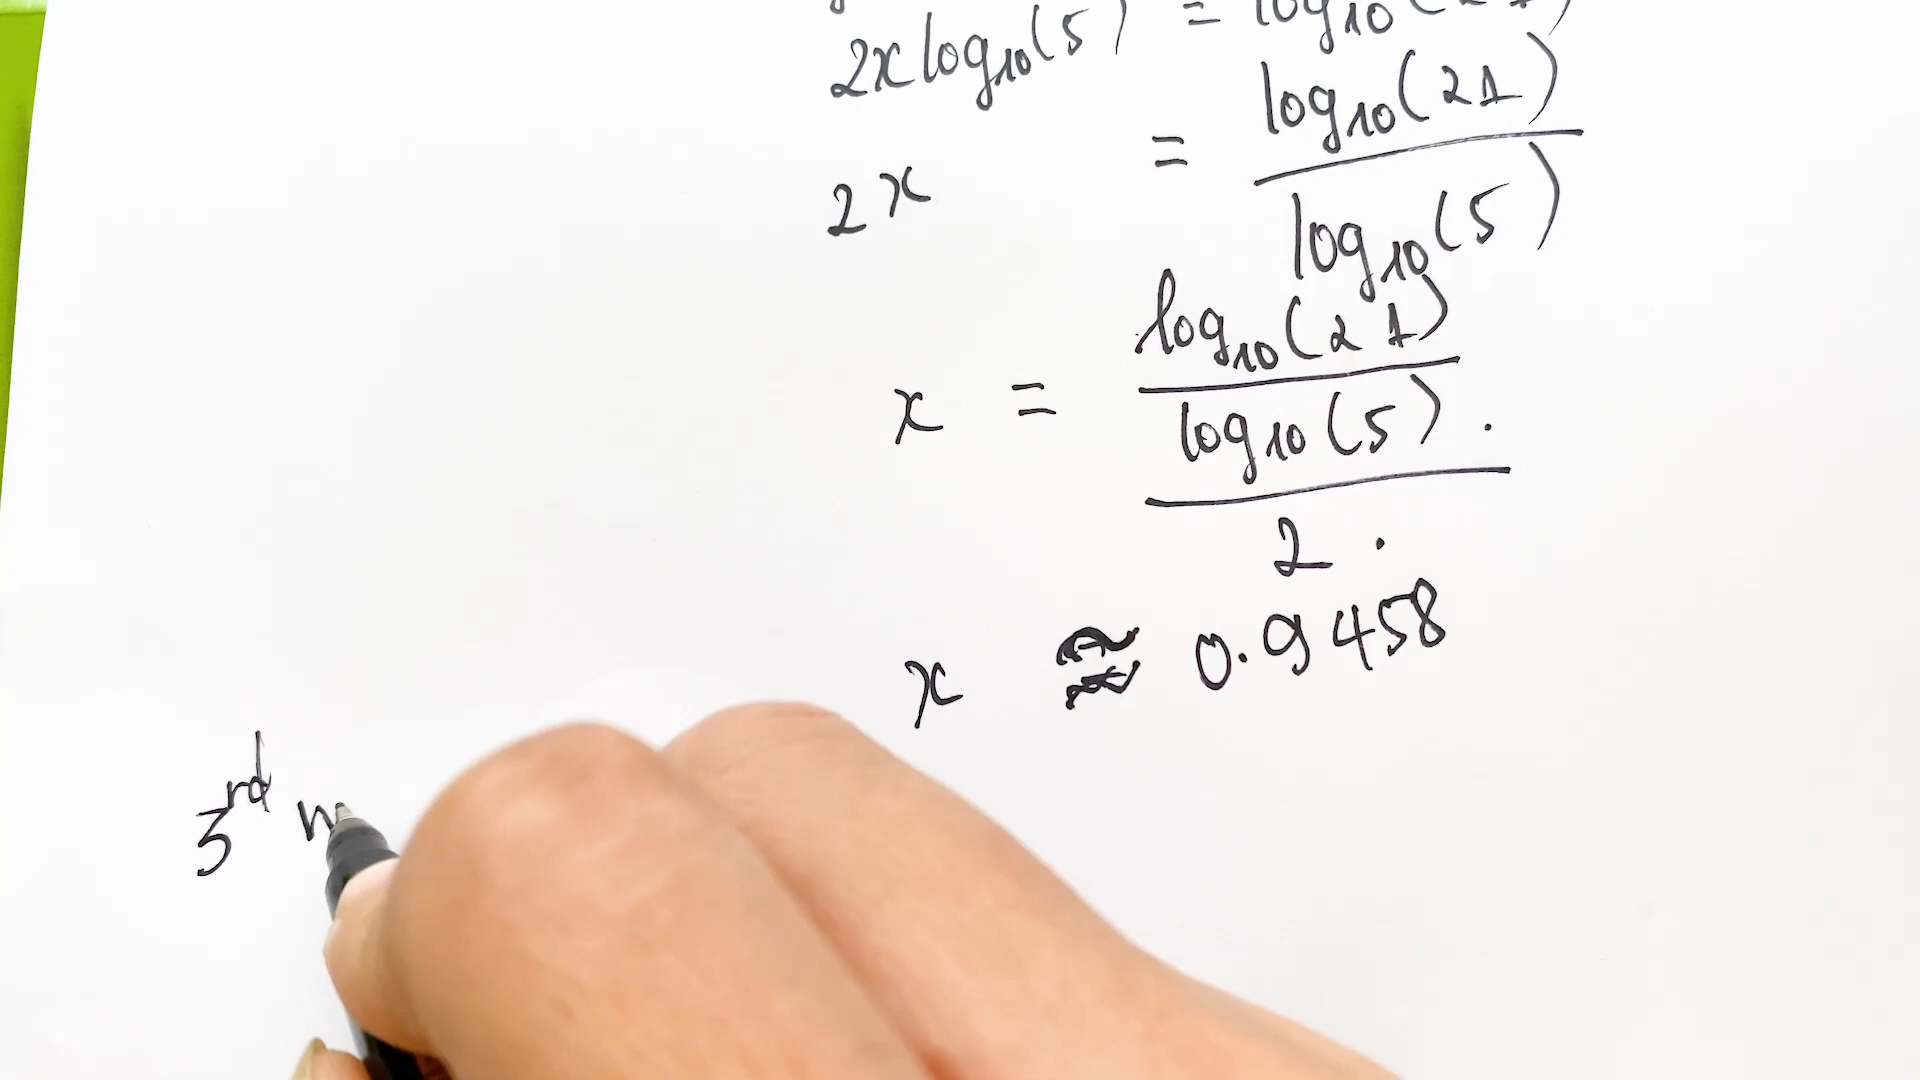 2x log₁₀(5) = log₁₀(21)
2x = log₁₀(21)
log₁₀(5)
x = log₁₀(21)
log₁₀(5) .
2 .
x ≈ 0.9458
3rd m